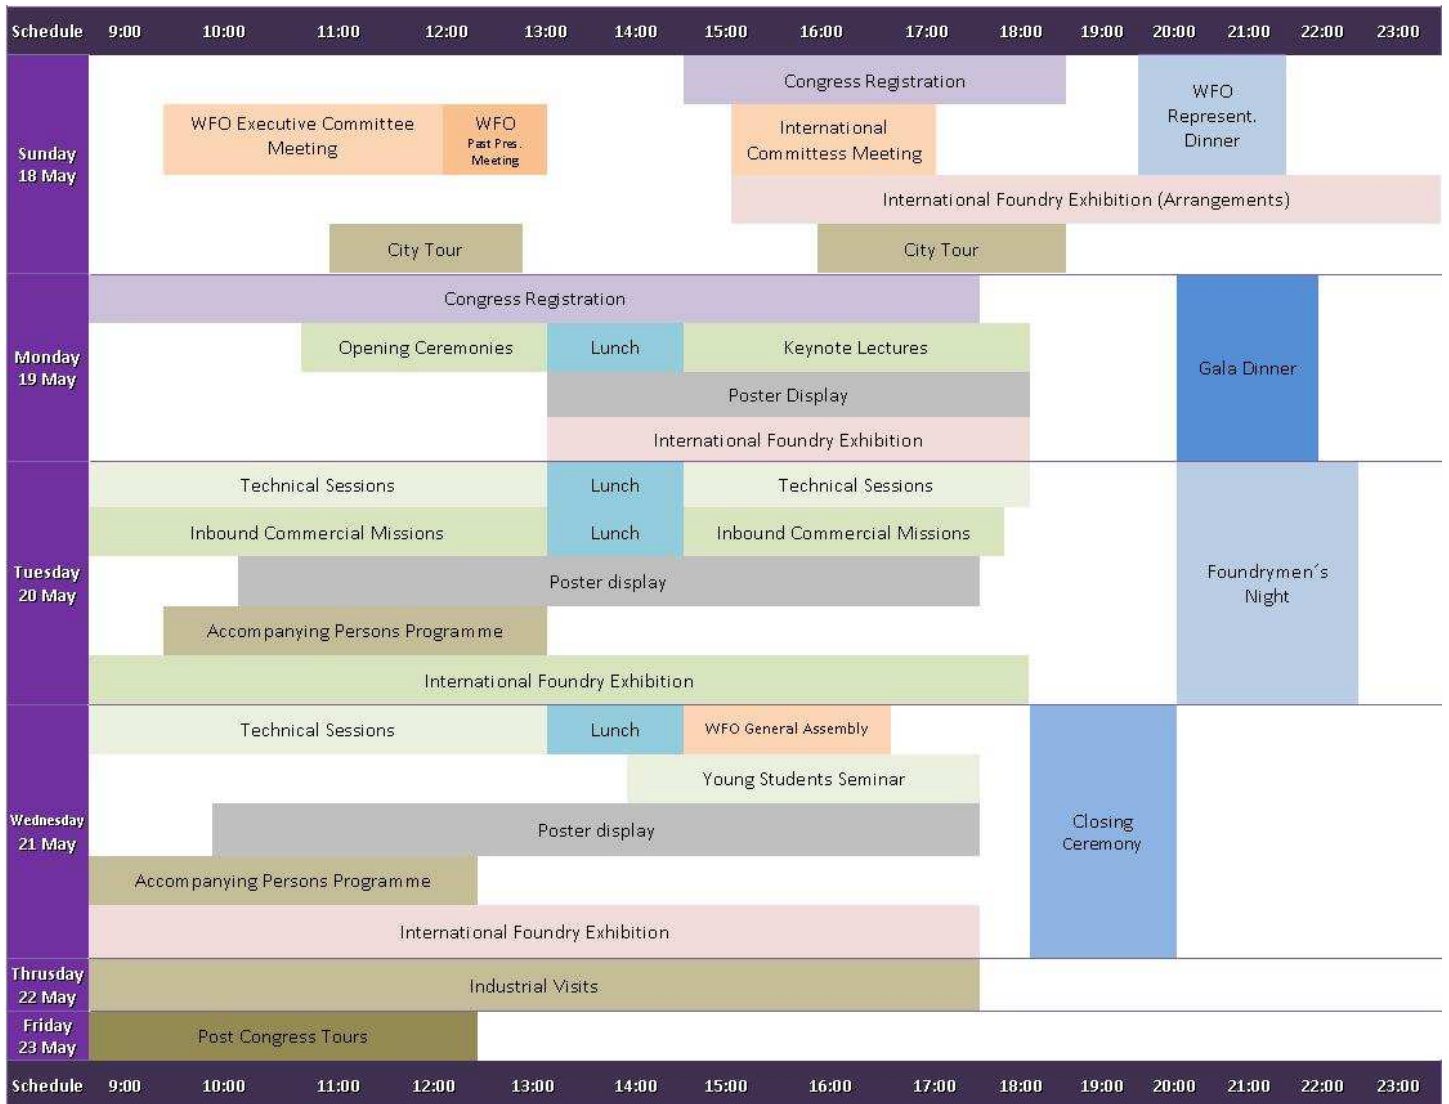 Schedule 9:00 10:00 11:00 12:00 13:00 14:00 15:00 16:00 17:00 18:00 19:00 20:00 21:00 22:00 23:00
Sunday
18 May
Congress Registration
WFO
Represent.
Dinner
WFO Executive Committee
Meeting
WFO
Past Pres.
Meeting
International
Committess Meeting
International Foundry Exhibition (Arrangements)
City Tour
City Tour
Monday
19 May
Congress Registration
Opening Ceremonies
Lunch
Keynote Lectures
Gala Dinner
Poster Display
International Foundry Exhibition
Tuesday
20 May
Technical Sessions
Lunch
Technical Sessions
Inbound Commercial Missions
Lunch
Inbound Commercial Missions
Foundrymen´s
Night
Poster display
Accompanying Persons Programme
International Foundry Exhibition
Wednesday
21 May
Technical Sessions
Lunch
WFO General Assembly
Young Students Seminar
Poster display
Closing
Ceremony
Accompanying Persons Programme
International Foundry Exhibition
Thrusday
22 May
Industrial Visits
Friday
23 May
Post Congress Tours
Schedule 9:00 10:00 11:00 12:00 13:00 14:00 15:00 16:00 17:00 18:00 19:00 20:00 21:00 22:00 23:00